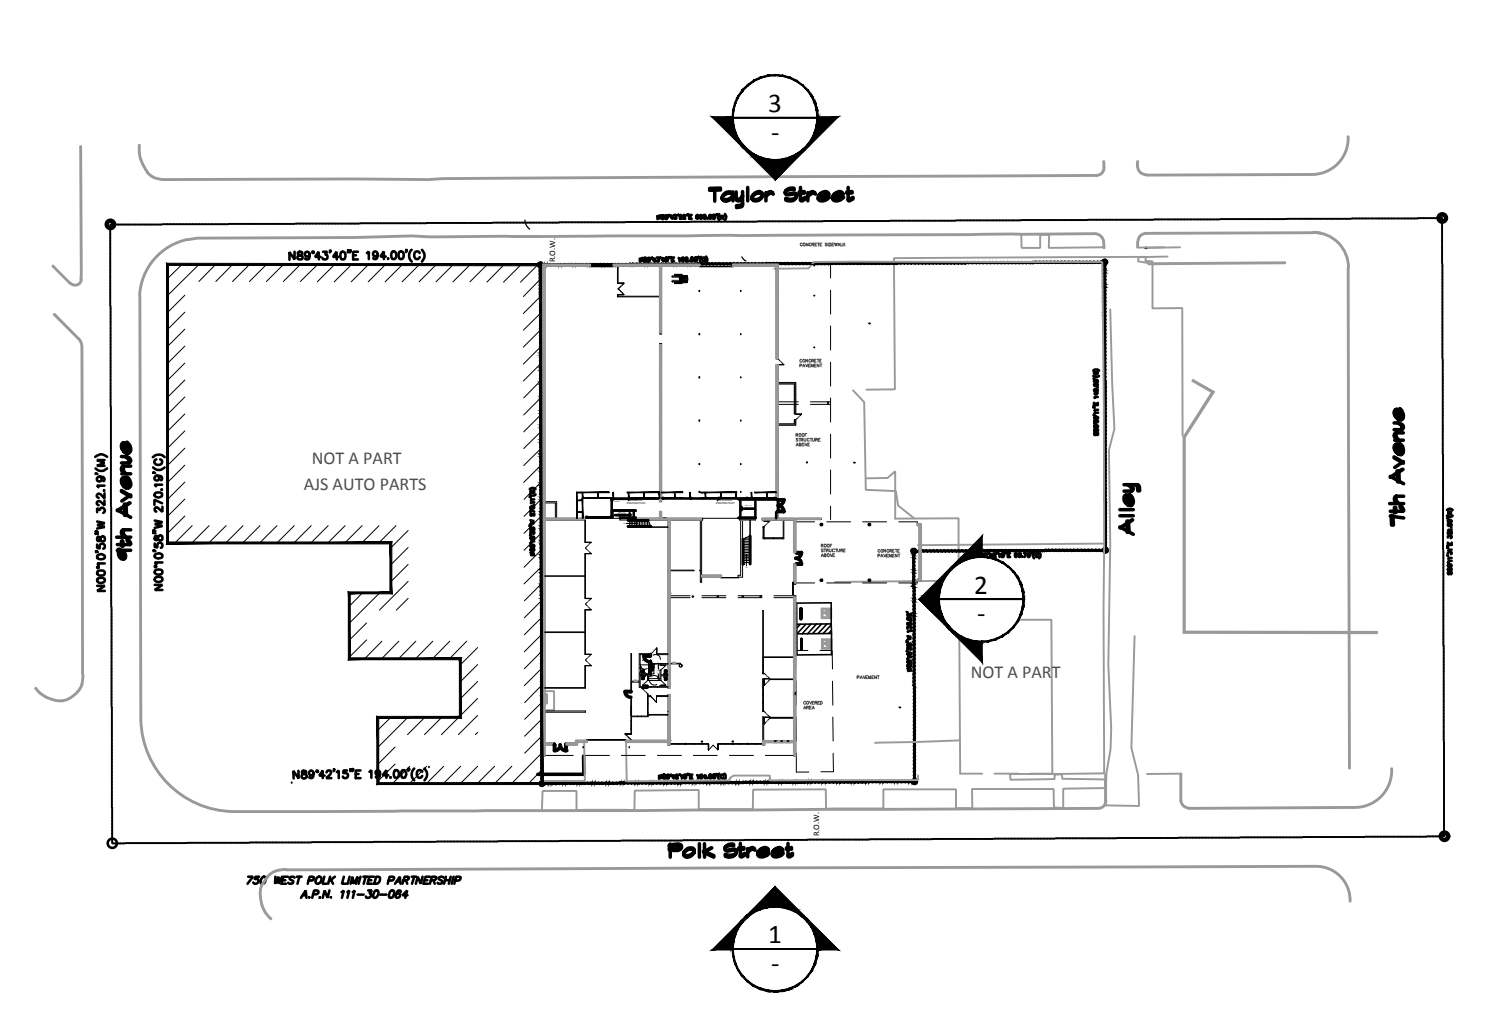 3
-
Taylor Street
CONCRETE SIDEWALK
R.O.W.
N89°43'40"E 194.00'(C)
CONCRETE
PAVEMENT
ROOF
STRUCTURE
ABOVE
NOT A PART
AJS AUTO PARTS
N00°10'58"W 322.19'(M)
9th Avenue
N00°10'58"W 270.19'(C)
Alley
7th Avenue
ROOF
STRUCTURE
ABOVE
CONCRETE
PAVEMENT
2
-
NOT A PART
PAVEMENT
COVERED
AREA
N89°42'15"E 194.00'(C)
R.O.W.
Polk Street
750 WEST POLK LIMITED PARTNERSHIP
A.P.N. 111-30-084
1
-